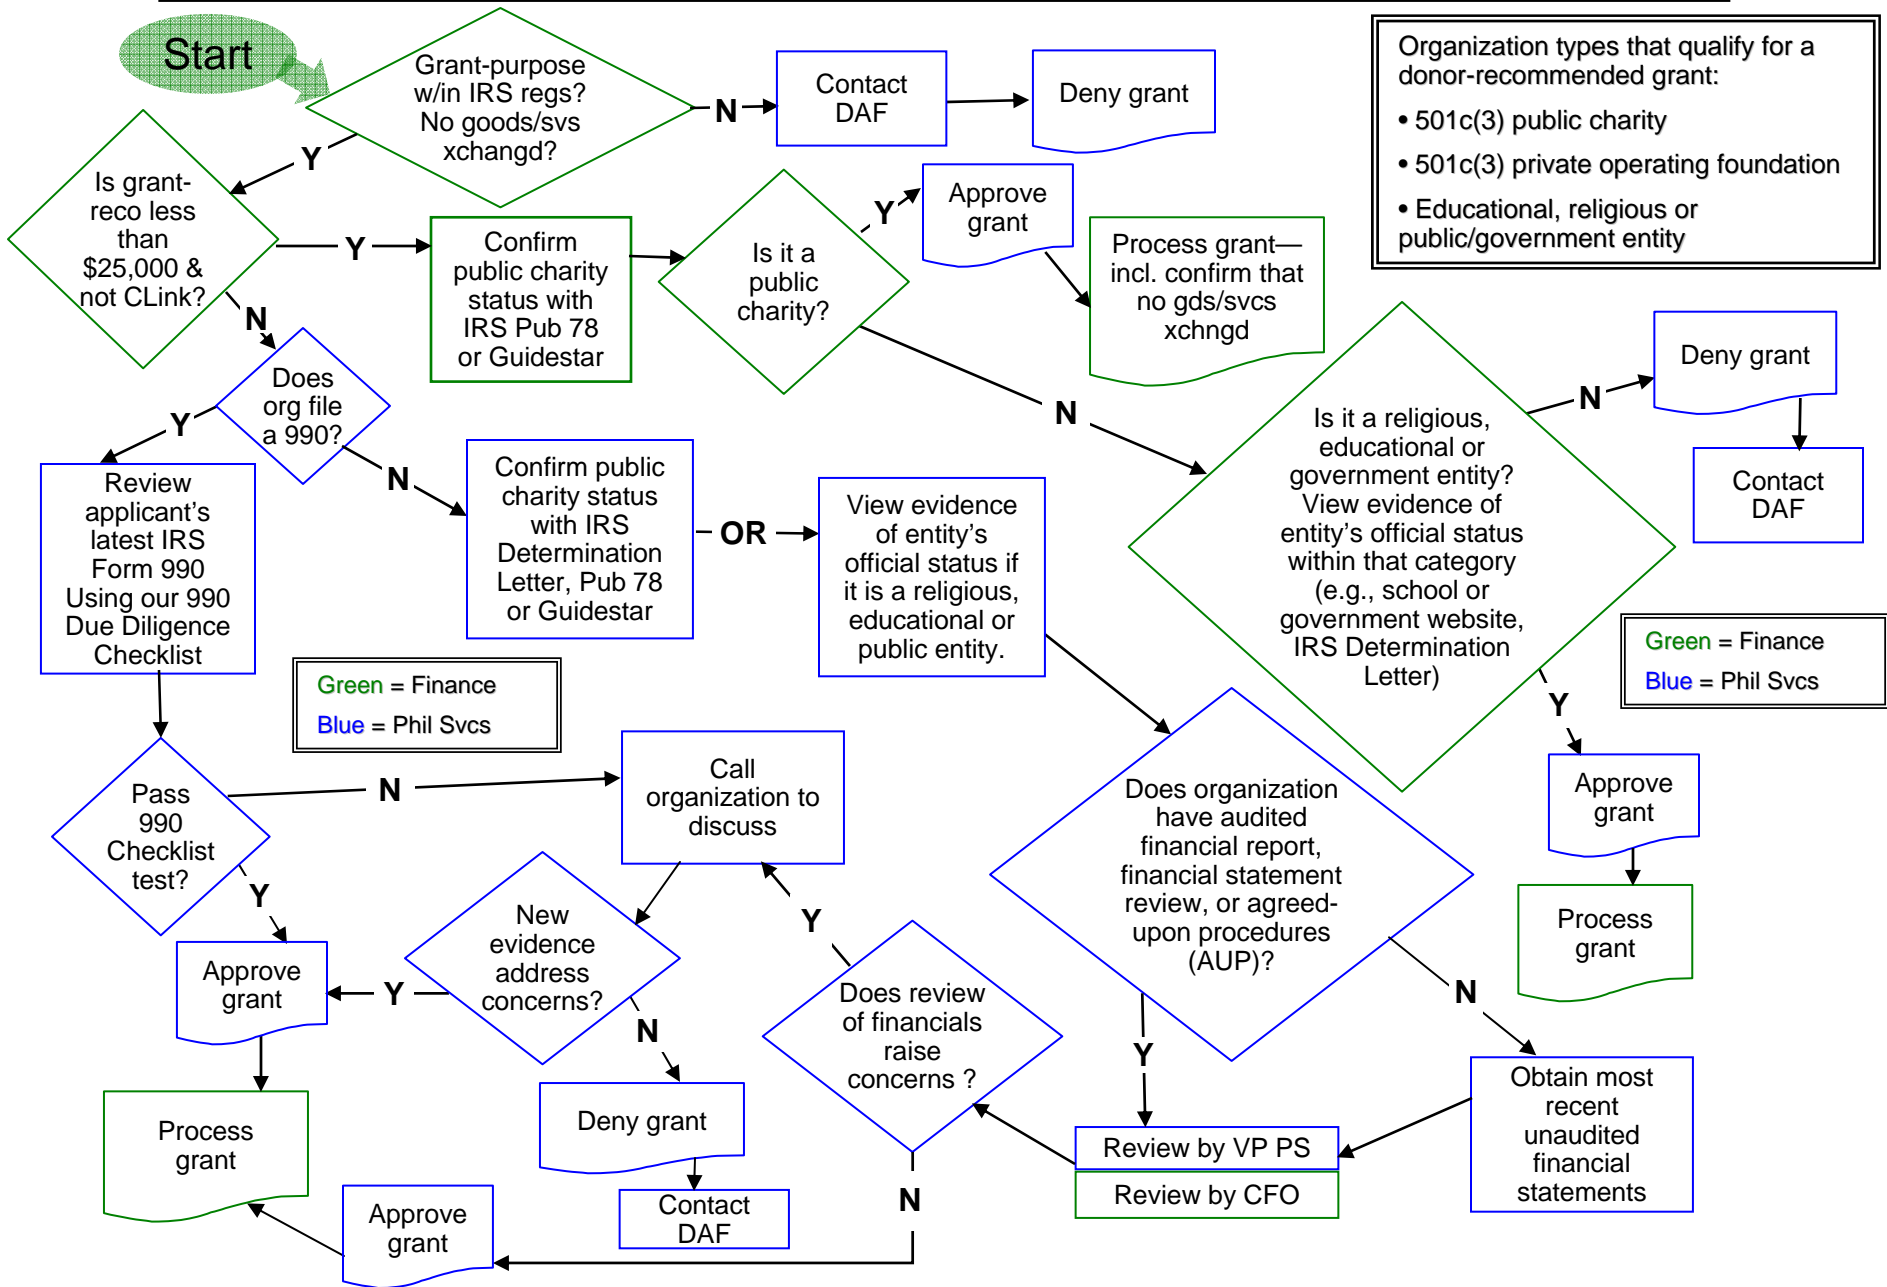 Start
Grant-purpose
w/in IRS regs?
No goods/svs
xchangd?
N
Contact
DAF
Deny grant
Organization types that qualify for a
donor-recommended grant:
• 501c(3) public charity
• 501c(3) private operating foundation
• Educational, religious or
public/government entity
Y
Is grant-
reco less
than
$25,000 &
not CLink?
Y
Confirm
public charity
status with
IRS Pub 78
or Guidestar
Is it a
public
charity?
Y
Approve
grant
Process grant—
incl. confirm that
no gds/svcs
xchngd
N
N
Does
org file
a 990?
Is it a religious,
educational or
government entity?
View evidence of
entity's official status
within that category
(e.g., school or
government website,
IRS Determination
Letter)
N
Deny grant
Contact
DAF
Y
Review
applicant's
latest IRS
Form 990
Using our 990
Due Diligence
Checklist
N
Confirm public
charity status
with IRS
Determination
Letter, Pub 78
or Guidestar
OR
View evidence
of entity's
official status if
it is a religious,
educational or
public entity.
Green = Finance
Blue = Phil Svcs
Green = Finance
Blue = Phil Svcs
Y
Approve
grant
Process
grant
Pass
990
Checklist
test?
N
Call
organization to
discuss
Does organization
have audited
financial report,
financial statement
review, or agreed-
upon procedures
(AUP)?
Y
Approve
grant
Y
New
evidence
address
concerns?
Y
Does review
of financials
raise
concerns ?
N
Y
N
Obtain most
recent
unaudited
financial
statements
Process
grant
Deny grant
Contact
DAF
Review by VP PS
Review by CFO
N
Approve
grant